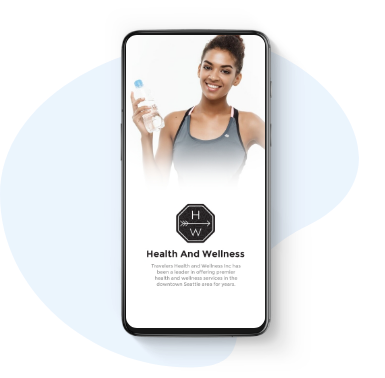 H
W
Health And Wellness
Travelers Health and Wellness Inc has
been a leader in offering premier
health and wellness services in the
downtown Seattle area for years.